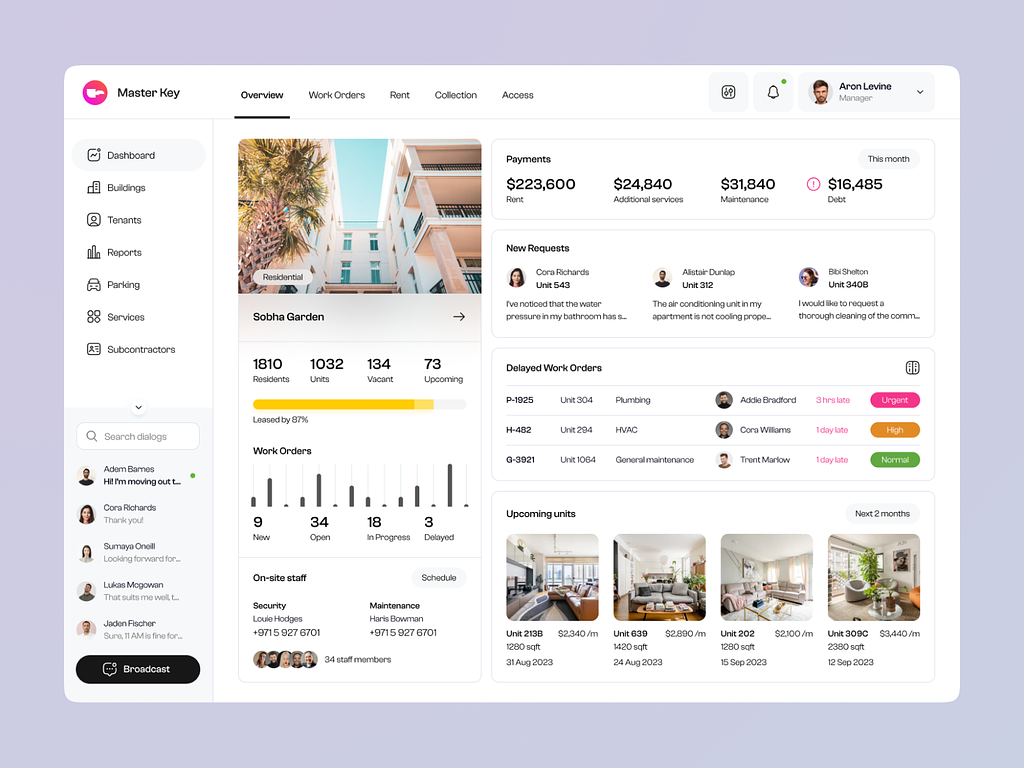 Master Key
Overview
Work Orders
Rent
Collection
Access
Aron Levine
Manager
Dashboard
Buildings
Tenants
Reports
Parking
Services
Subcontractors
Search dialogs
Adem Barnes
Hi! I'm moving out t...
Cora Richards
Thank you!
Sumaya Oneill
Looking forward for...
Lukas Mcgowan
That suits me well, t...
Jaden Fischer
Sure, 11 AM is fine for...
Broadcast
Residential
Sobha Garden
1810 1032 134 73
Residents Units Vacant Upcoming
Leased by 87%
Work Orders
9 34 18 3
New Open In Progress Delayed
On-site staff
Schedule
Security Maintenance
Louie Hodges Haris Bowman
+971 5 927 6701 +971 5 927 6701
34 staff members
Payments
This month
$223,600 $24,840 $31,840 $16,485
Rent Additional services Maintenance Debt
New Requests
Cora Richards
Unit 543
I've noticed that the water
pressure in my bathroom has s...
Alistair Dunlap
Unit 312
The air conditioning unit in my
apartment is not cooling prope...
Bibi Shelton
Unit 340B
I would like to request a
thorough cleaning of the comm...
Delayed Work Orders
P-1925 Unit 304 Plumbing Addie Bradford 3 hrs late Urgent
H-482 Unit 294 HVAC Cora Williams 1 day late High
G-3921 Unit 1064 General maintenance Trent Marlow 1 day late Normal
Upcoming units
Next 2 months
Unit 213B $2,340 /m
1280 sqft
31 Aug 2023
Unit 639 $2,890 /m
1420 sqft
24 Aug 2023
Unit 202 $2,100 /m
1280 sqft
15 Sep 2023
Unit 309C $3,440 /m
2380 sqft
12 Sep 2023